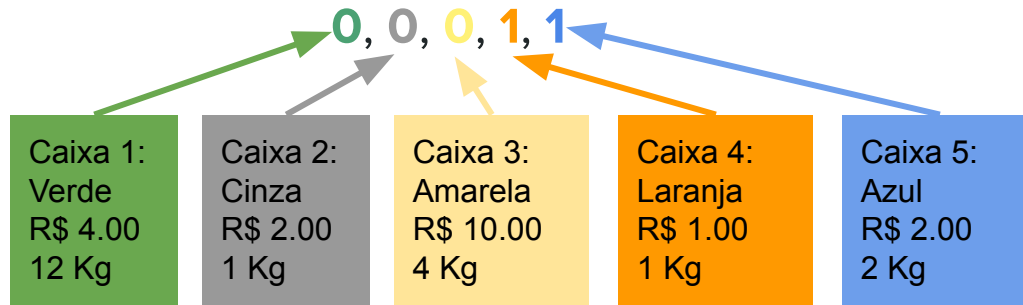 0, 0, 0, 1, 1
Caixa 1:
Verde
R$ 4.00
12 Kg
Caixa 2:
Cinza
R$ 2.00
1 Kg
Caixa 3:
Amarela
R$ 10.00
4 Kg
Caixa 4:
Laranja
R$ 1.00
1 Kg
Caixa 5:
Azul
R$ 2.00
2 Kg